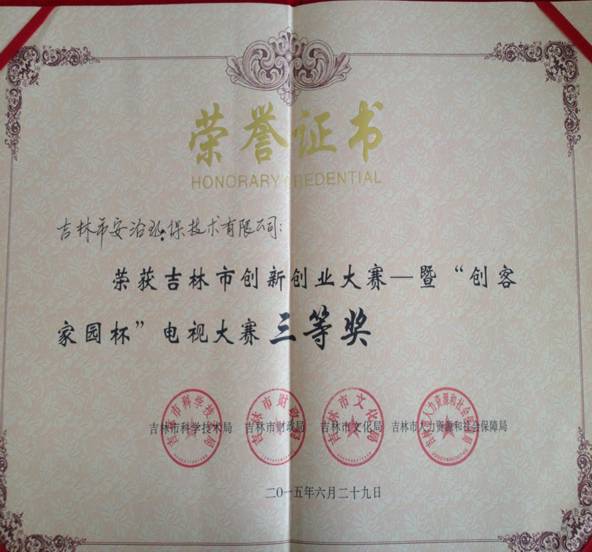 荣誉证书
HONORARY CREDENTIAL
吉林市安治环保技术有限公司：
荣获吉林市创新创业大赛—暨“创客
家园杯”电视大赛三等奖
吉林市科学技术局 吉林市财政局 吉林市文化局 吉林市人力资源和社会保障局
二〇一五年六月二十九日